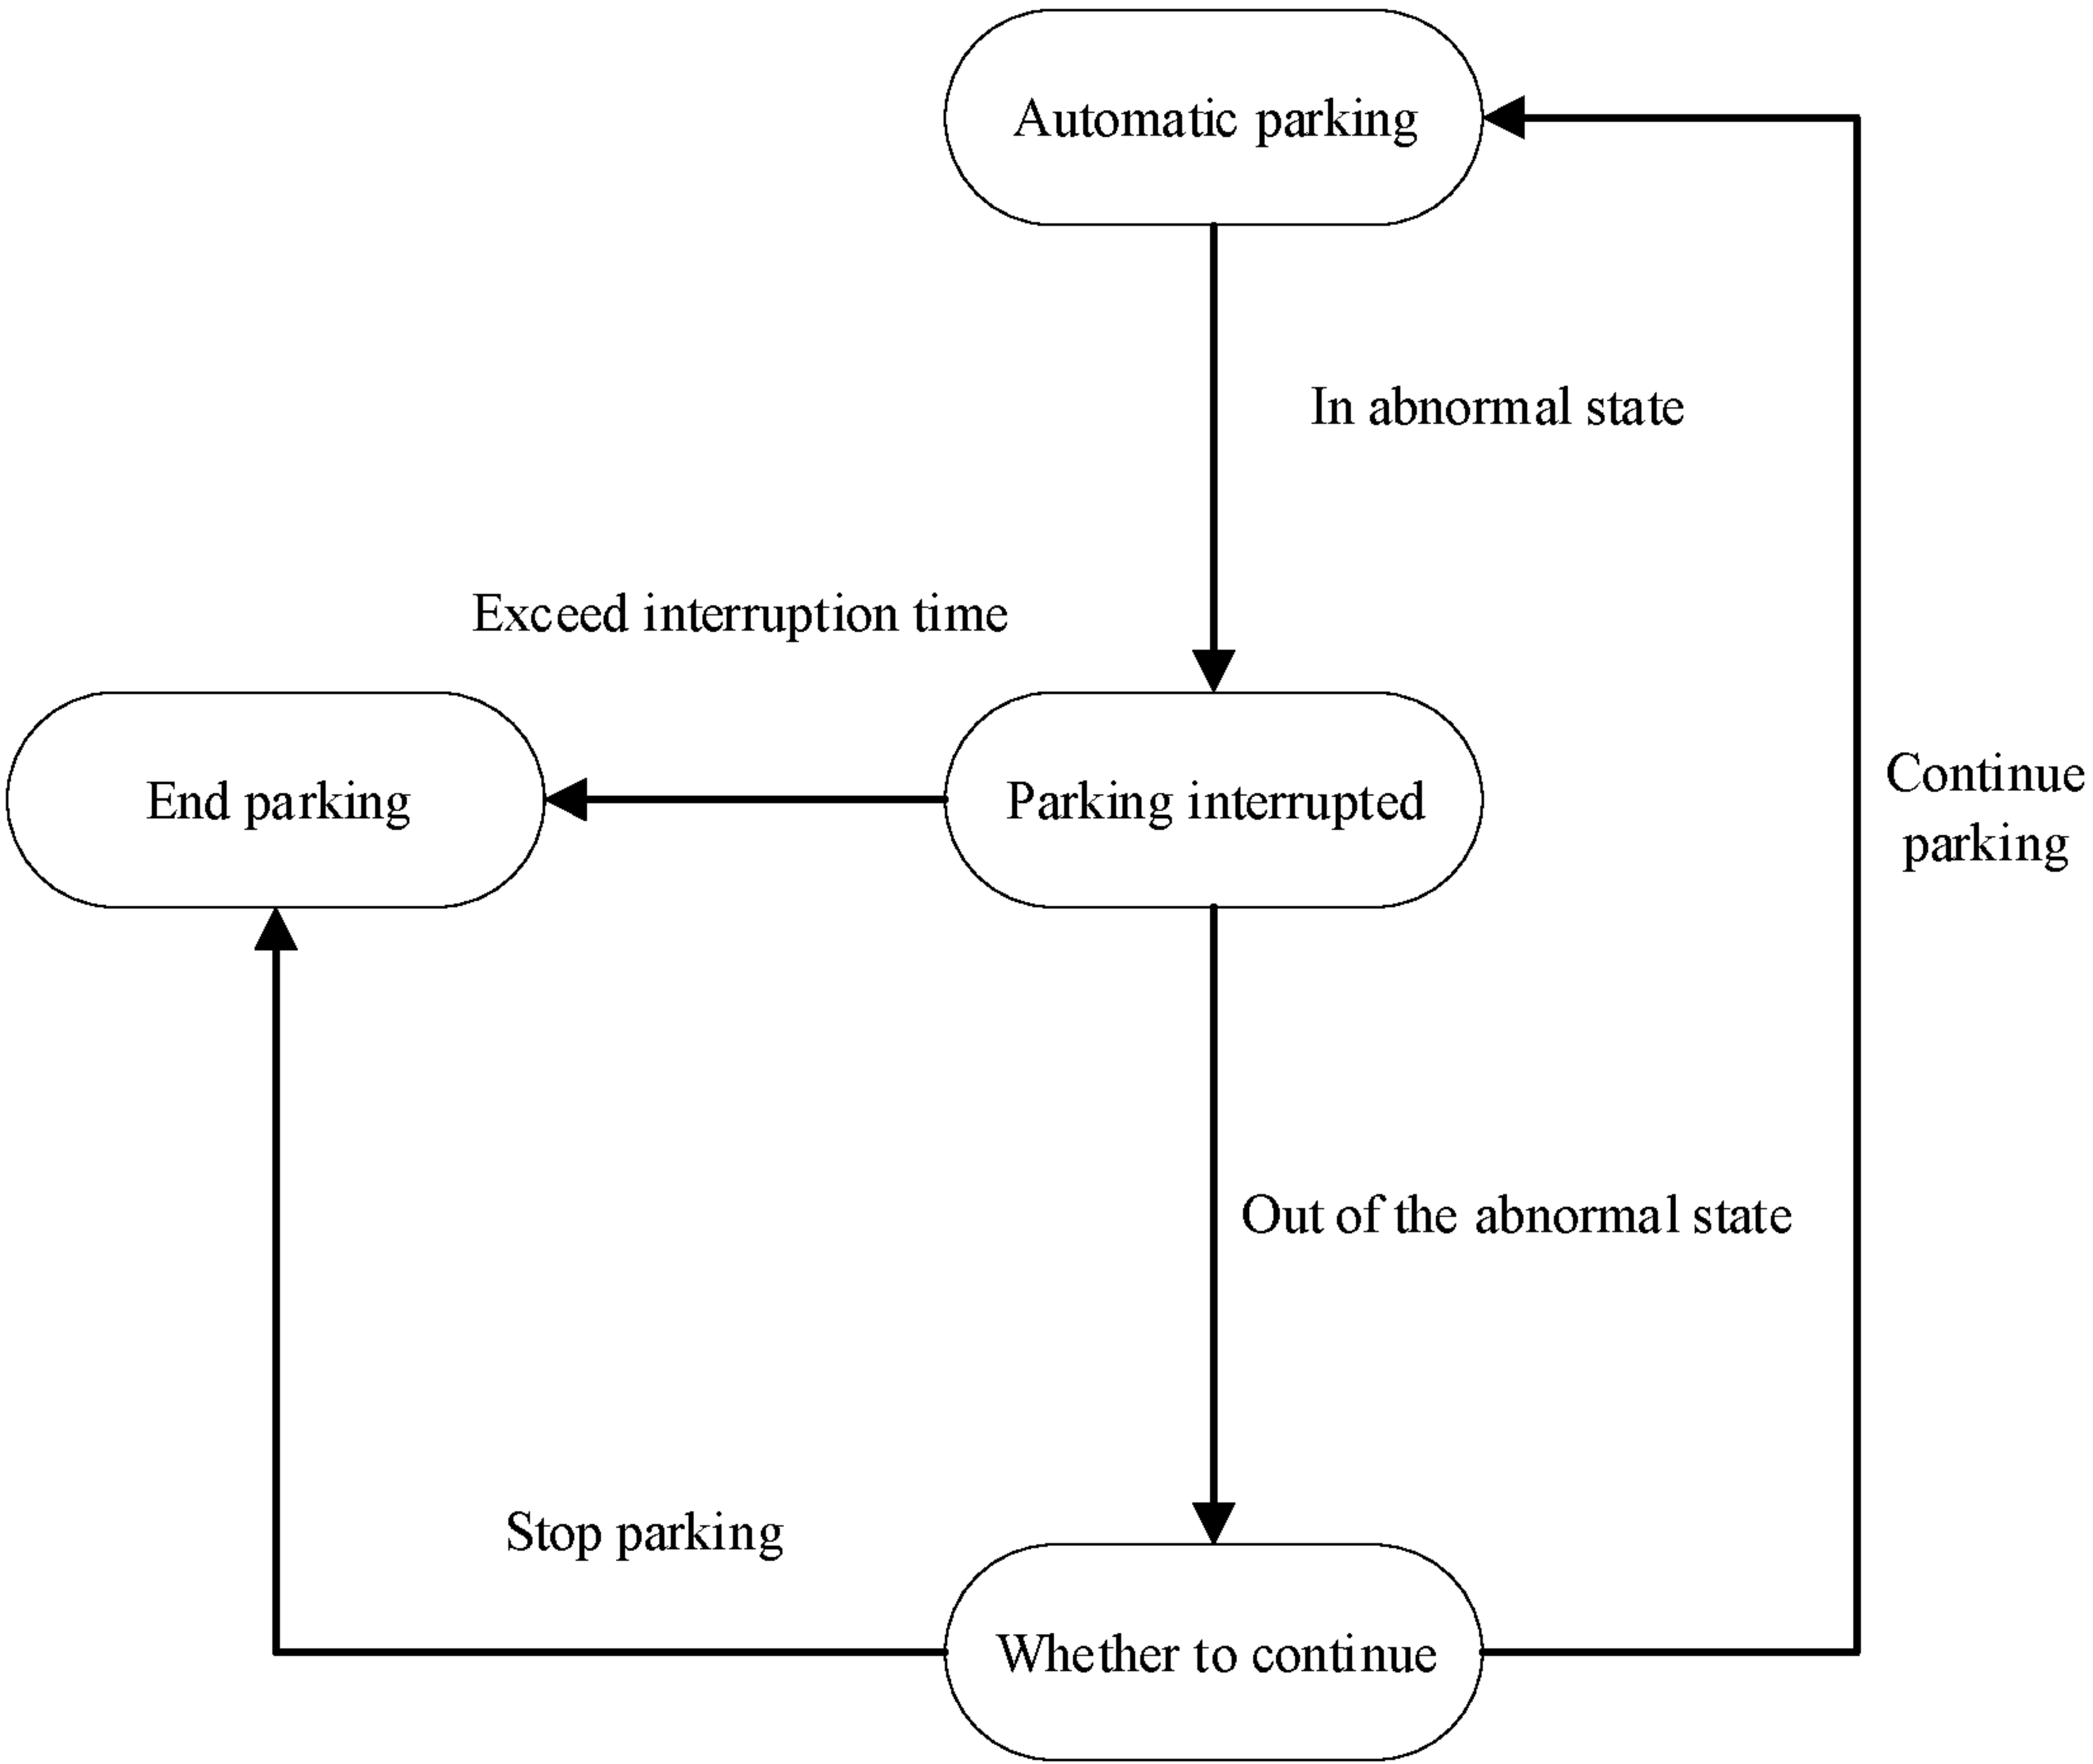 Automatic parking
In abnormal state
Exceed interruption time
End parking
Parking interrupted
Continue
parking
Out of the abnormal state
Stop parking
Whether to continue